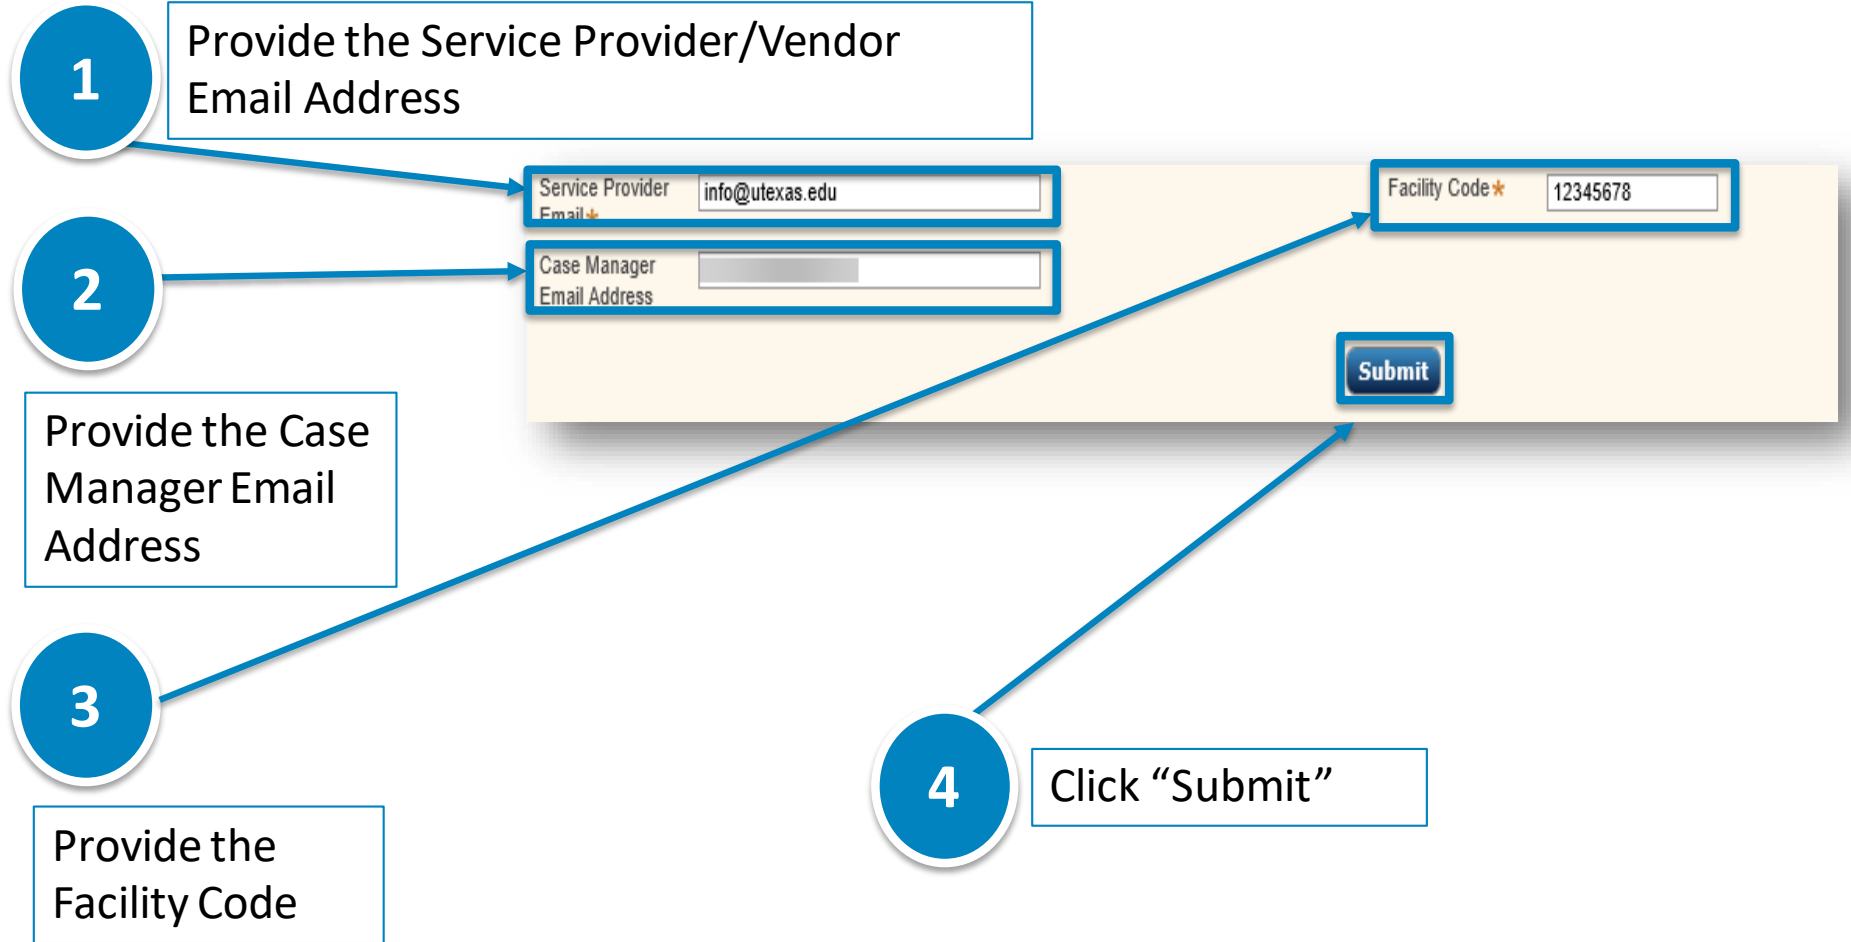 1
Provide the Service Provider/Vendor
Email Address
Service Provider
Email*
info@utexas.edu
Facility Code*
12345678
2
Case Manager
Email Address
Submit
Provide the Case
Manager Email
Address
3
4
Click “Submit”
Provide the
Facility Code